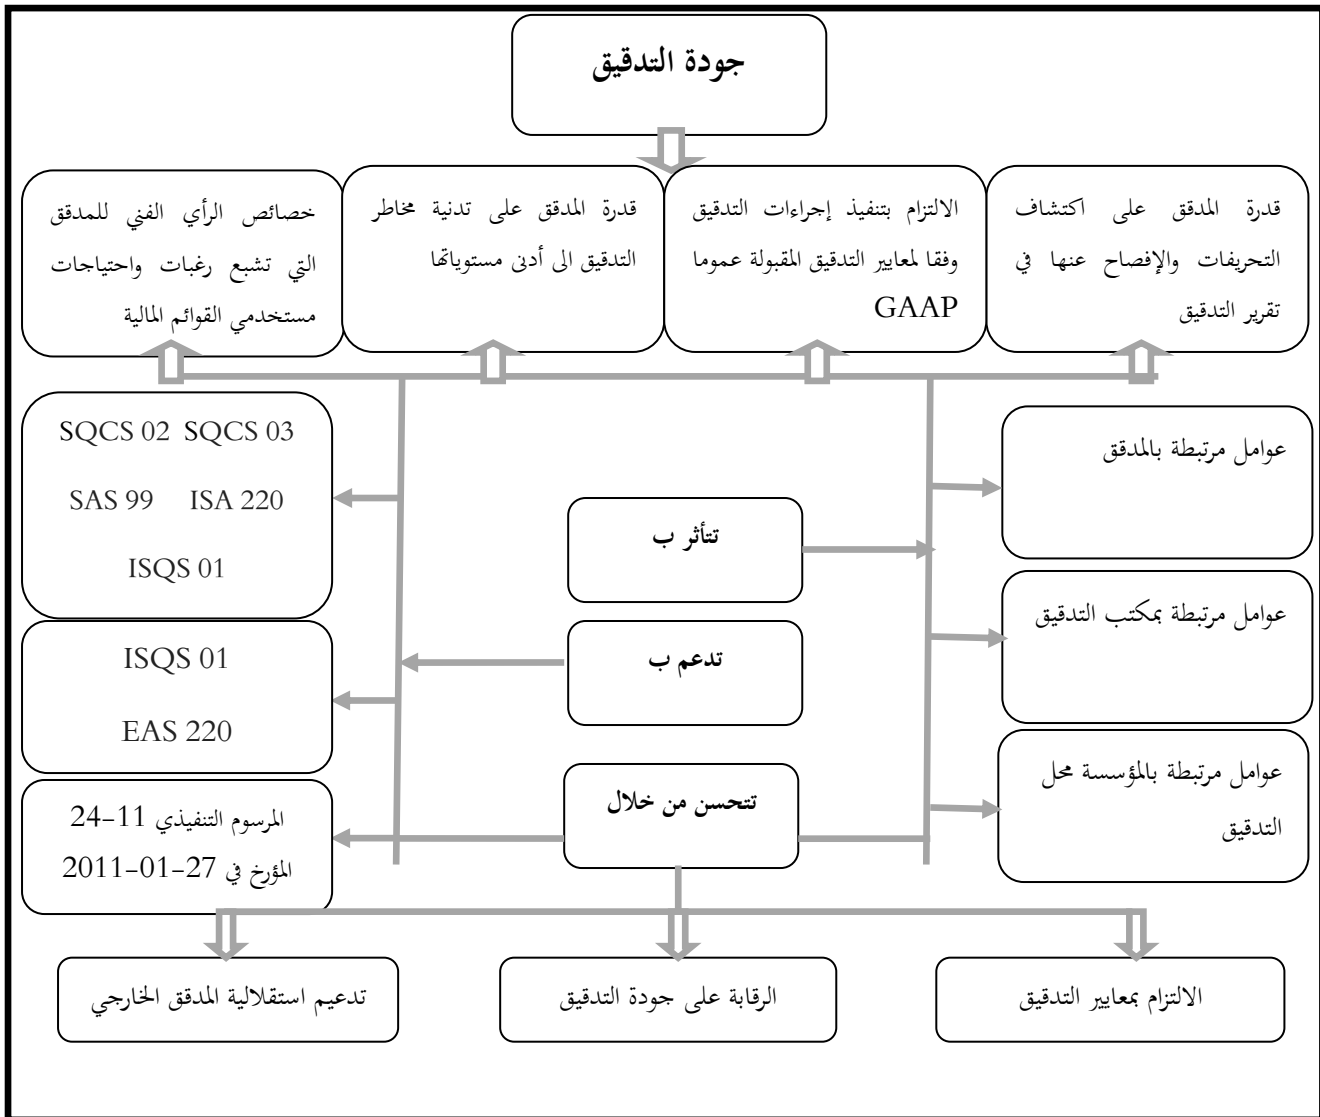 جودة التدقيق
قدرة المدقق على اكتشاف
التحريفات والإفصاح عنها في
تقرير التدقيق
الالتزام بتنفيذ إجراءات التدقيق
وفقا لمعايير التدقيق المقبولة عموما
GAAP
قدرة المدقق على تدنية مخاطر
التدقيق الى أدنى مستوياتها
خصائص الرأي الفني للمدقق
التي تشبع رغبات واحتياجات
مستخدمي القوائم المالية
عوامل مرتبطة بالمدقق
عوامل مرتبطة بمكتب التدقيق
عوامل مرتبطة بالمؤسسة محل
التدقيق
تتأثر ب
تدعم ب
تتحسن من خلال
SQCS 02 SQCS 03
SAS 99 ISA 220
ISQS 01
ISQS 01
EAS 220
المرسوم التنفيذي 11-24
المؤرخ في 27-01-2011
الالتزام بمعايير التدقيق
الرقابة على جودة التدقيق
تدعيم استقلالية المدقق الخارجي